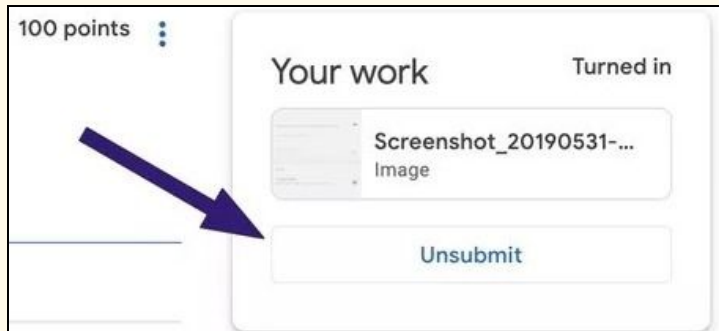 100 points
Your work
Turned in
Screenshot_20190531-...
Image
Unsubmit